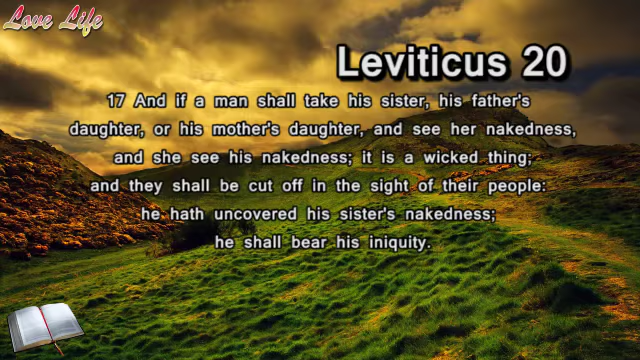 Love Life
Leviticus 20
17 And if a man shall take his sister, his father's
daughter, or his mother's daughter, and see her nakedness,
and she see his nakedness; it is a wicked thing;
and they shall be cut off in the sight of their people:
he hath uncovered his sister's nakedness;
he shall bear his iniquity.